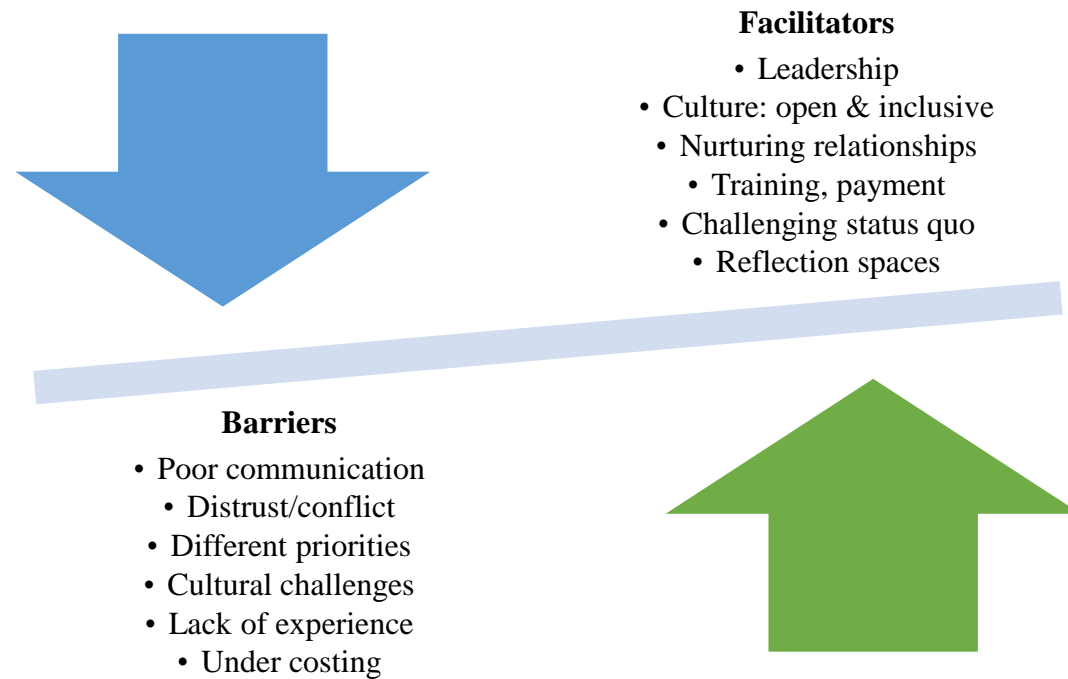 Facilitators
• Leadership
• Culture: open & inclusive
• Nurturing relationships
• Training, payment
• Challenging status quo
• Reflection spaces
Barriers
• Poor communication
• Distrust/conflict
• Different priorities
• Cultural challenges
• Lack of experience
• Under costing